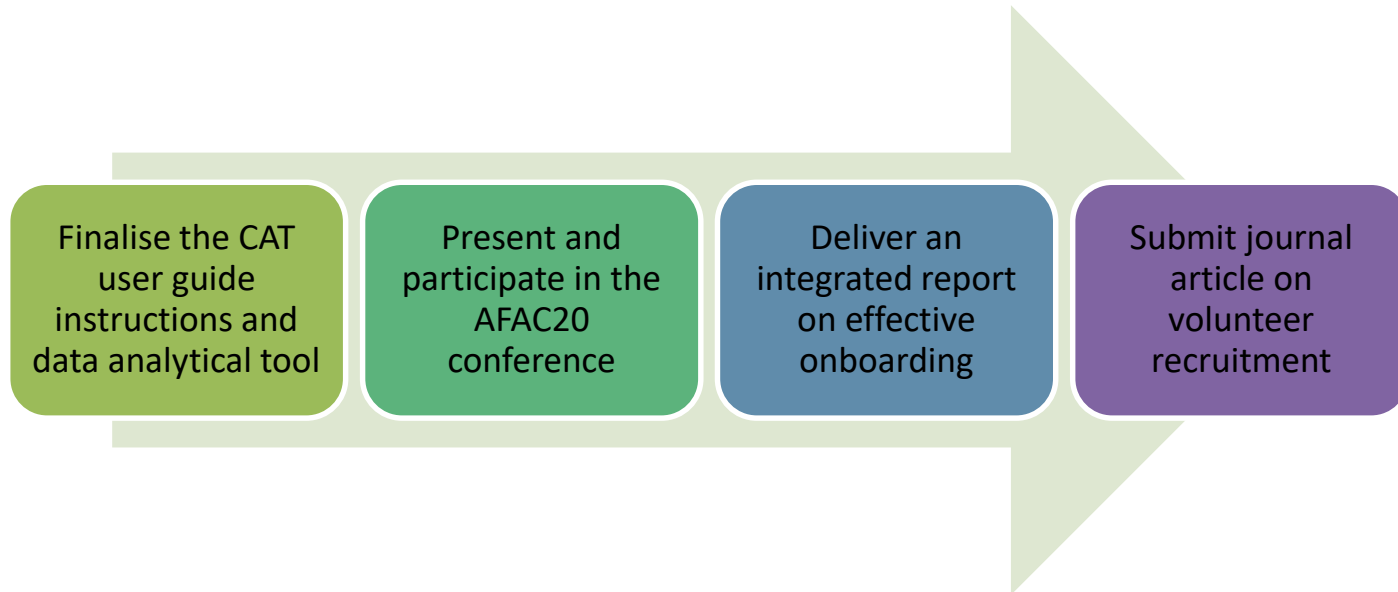 Finalise the CAT
user guide
instructions and
data analytical tool
Present and
participate in the
AFAC20
conference
Deliver an
integrated report
on effective
onboarding
Submit journal
article on
volunteer
recruitment